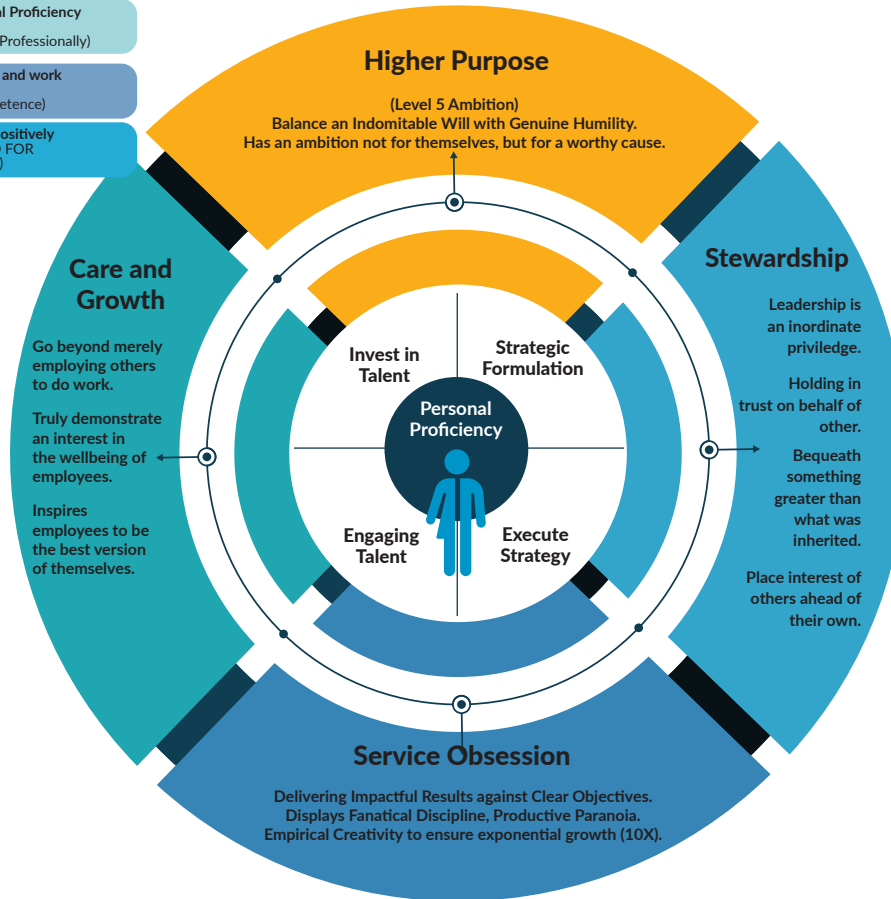 al Proficiency
Professionally)
and work
etence)
ositively
FOR
)
Higher Purpose
(Level 5 Ambition)
Balance an Indomitable Will with Genuine Humility.
Has an ambition not for themselves, but for a worthy cause.
Care and
Growth
Go beyond merely
employing others
to do work.
Truly demonstrate
an interest in
the wellbeing of
employees.
Inspires
employees to be
the best version
of themselves.
Stewardship
Leadership is
an inordinate
priviledge.
Holding in
trust on behalf of
other.
Bequeath
something
greater than
what was
inherited.
Place interest of
others ahead of
their own.
Invest in
Talent
Strategic
Formulation
Personal
Proficiency
Engaging
Talent
Execute
Strategy
Service Obsession
Delivering Impactful Results against Clear Objectives.
Displays Fanatical Discipline, Productive Paranoia.
Empirical Creativity to ensure exponential growth (10X).